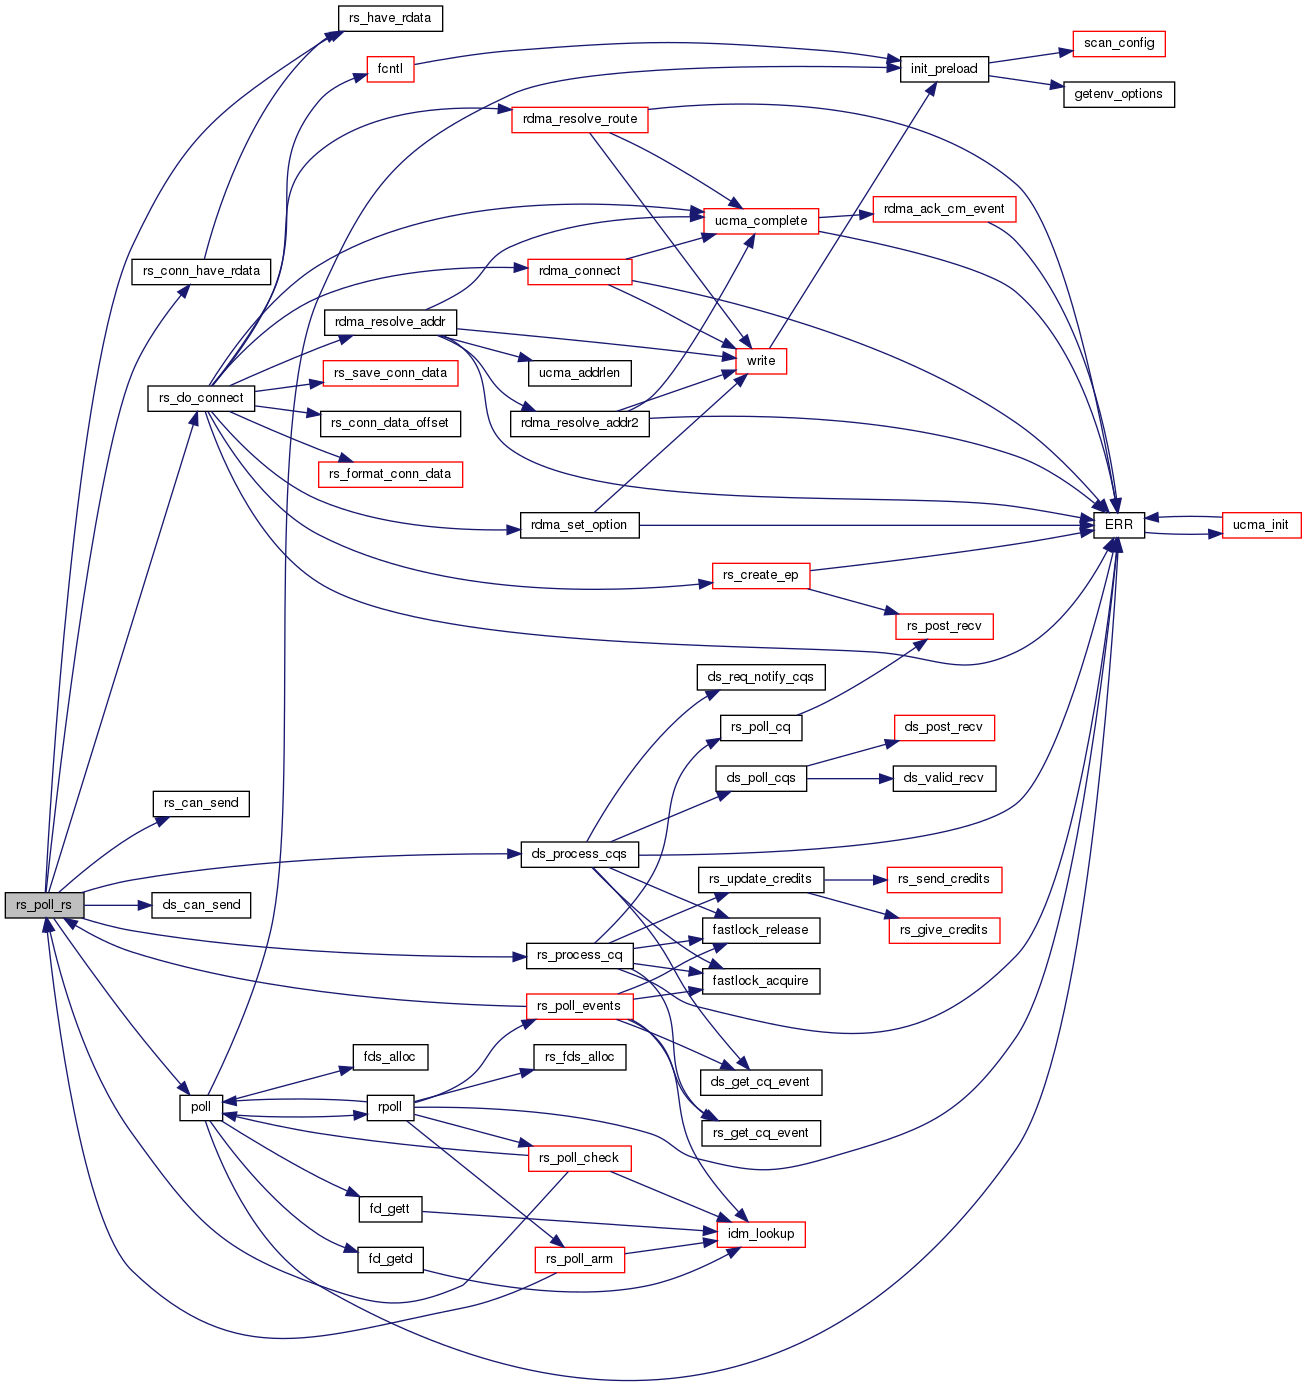 rs_have_rdata
scan_config
fcntl
init_preload
getenv_options
rdma_resolve_route
rdma_ack_cm_event
ucma_complete
rs_conn_have_rdata
rdma_connect
rdma_resolve_addr
write
rs_save_conn_data
ucma_addrlen
rs_do_connect
rs_conn_data_offset
rdma_resolve_addr2
rs_format_conn_data
rdma_set_option
ERR
ucma_init
rs_create_ep
rs_post_recv
ds_req_notify_cqs
rs_poll_cq
ds_post_recv
ds_poll_cqs
ds_valid_recv
rs_can_send
ds_process_cqs
rs_update_credits
rs_send_credits
rs_poll_rs
ds_can_send
fastlock_release
rs_give_credits
rs_process_cq
fastlock_acquire
rs_poll_events
fds_alloc
rs_fds_alloc
ds_get_cq_event
poll
rpoll
rs_get_cq_event
rs_poll_check
fd_gett
idm_lookup
fd_getd
rs_poll_arm